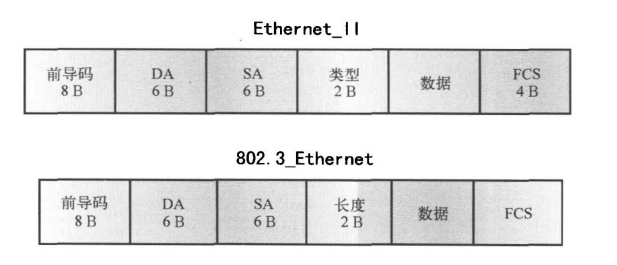 Ethernet_II
前导码 DA SA 类型 数据 FCS
8 B 6 B 6 B 2 B 4 B
802.3_Ethernet
前导码 DA SA 长度 数据 FCS
8 B 6 B 6 B 2 B